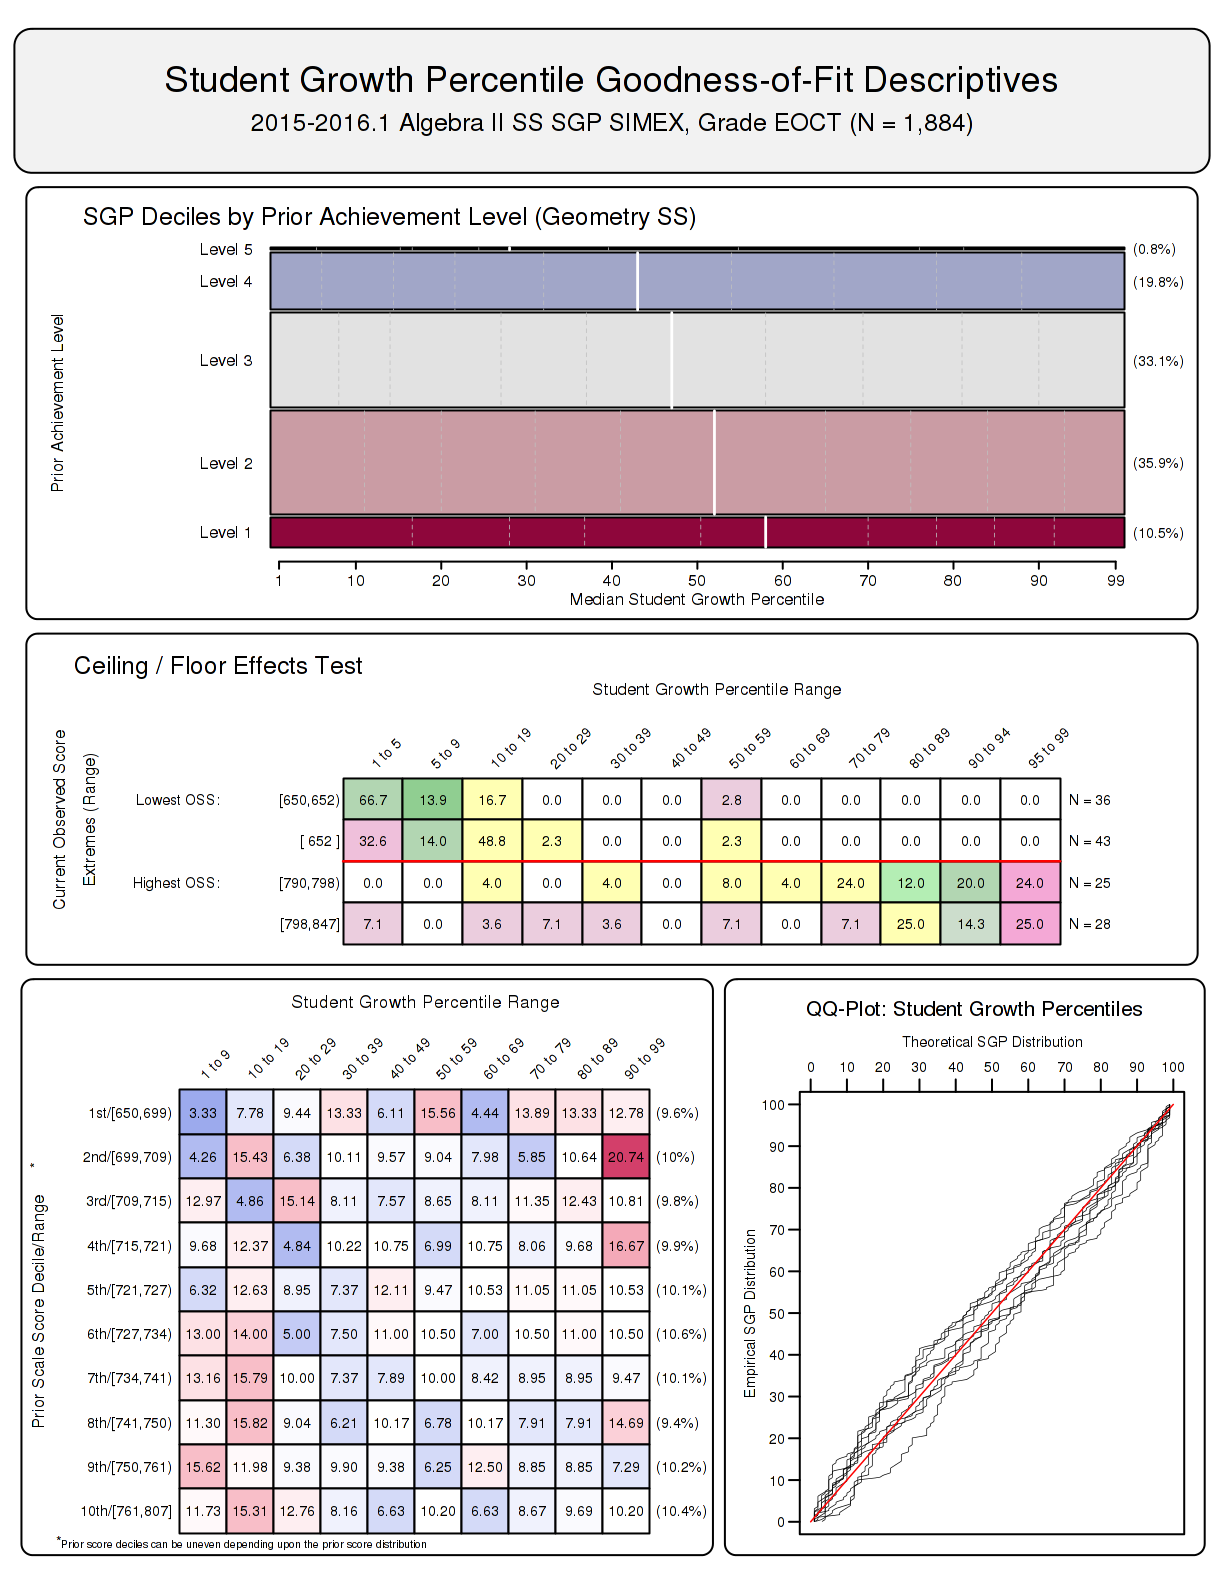 Student Growth Percentile Goodness-of-Fit Descriptives
2015-2016.1 Algebra II SS SGP SIMEX, Grade EOCT (N = 1,884)
SGP Deciles by Prior Achievement Level (Geometry SS)
Prior Achievement Level
Level 5 (0.8%)
Level 4 (19.8%)
Level 3 (33.1%)
Level 2 (35.9%)
Level 1 (10.5%)
1 10 20 30 40 50 60 70 80 90 99
Median Student Growth Percentile
Ceiling / Floor Effects Test
Student Growth Percentile Range
Current Observed Score
Extremes (Range)
1 to 5 5 to 9 10 to 19 20 to 29 30 to 39 40 to 49 50 to 59 60 to 69 70 to 79 80 to 89 90 to 94 95 to 99
Lowest OSS: [650,652) 66.7 13.9 16.7 0.0 0.0 0.0 2.8 0.0 0.0 0.0 0.0 0.0 N = 36
[ 652 ] 32.6 14.0 48.8 2.3 0.0 0.0 2.3 0.0 0.0 0.0 0.0 0.0 N = 43
Highest OSS: [790,798) 0.0 0.0 4.0 0.0 4.0 0.0 8.0 4.0 24.0 12.0 20.0 24.0 N = 25
[798,847] 7.1 0.0 3.6 7.1 3.6 0.0 7.1 0.0 7.1 25.0 14.3 25.0 N = 28
Student Growth Percentile Range
Prior Scale Score Decile/Range *
1 to 9 10 to 19 20 to 29 30 to 39 40 to 49 50 to 59 60 to 69 70 to 79 80 to 89 90 to 99
1st/[650,699) 3.33 7.78 9.44 13.33 6.11 15.56 4.44 13.89 13.33 12.78 (9.6%)
2nd/[699,709) 4.26 15.43 6.38 10.11 9.57 9.04 7.98 5.85 10.64 20.74 (10%)
3rd/[709,715) 12.97 4.86 15.14 8.11 7.57 8.65 8.11 11.35 12.43 10.81 (9.8%)
4th/[715,721) 9.68 12.37 4.84 10.22 10.75 6.99 10.75 8.06 9.68 16.67 (9.9%)
5th/[721,727) 6.32 12.63 8.95 7.37 12.11 9.47 10.53 11.05 11.05 10.53 (10.1%)
6th/[727,734) 13.00 14.00 5.00 7.50 11.00 10.50 7.00 10.50 11.00 10.50 (10.6%)
7th/[734,741) 13.16 15.79 10.00 7.37 7.89 10.00 8.42 8.95 8.95 9.47 (10.1%)
8th/[741,750) 11.30 15.82 9.04 6.21 10.17 6.78 10.17 7.91 7.91 14.69 (9.4%)
9th/[750,761) 15.62 11.98 9.38 9.90 9.38 6.25 12.50 8.85 8.85 7.29 (10.2%)
10th/[761,807] 11.73 15.31 12.76 8.16 6.63 10.20 6.63 8.67 9.69 10.20 (10.4%)
*Prior score deciles can be uneven depending upon the prior score distribution
QQ-Plot: Student Growth Percentiles
Theoretical SGP Distribution
0 10 20 30 40 50 60 70 80 90 100
Empirical SGP Distribution
100
90
80
70
60
50
40
30
20
10
0